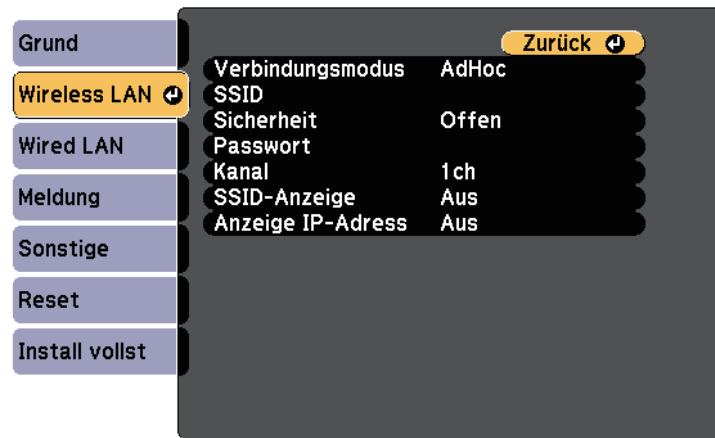 Grund
Wireless LAN
Wired LAN
Meldung
Sonstige
Reset
Install vollst
Zurück
Verbindungsmodus AdHoc
SSID
Sicherheit Offen
Passwort
Kanal 1ch
SSID-Anzeige Aus
Anzeige IP-Adress Aus